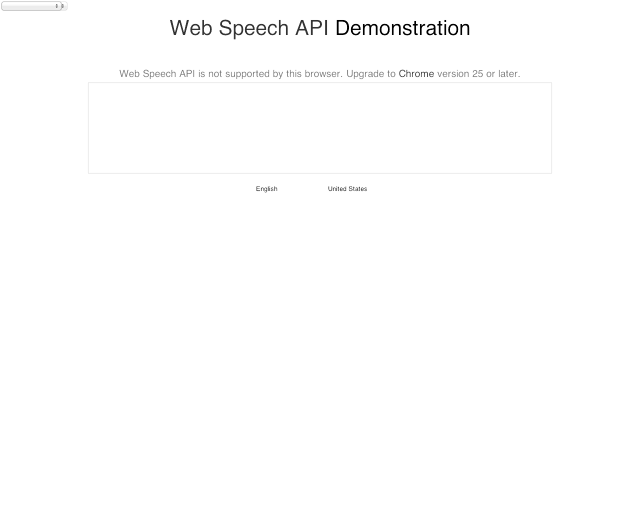 Web Speech API Demonstration
Web Speech API is not supported by this browser. Upgrade to Chrome version 25 or later.
English United States